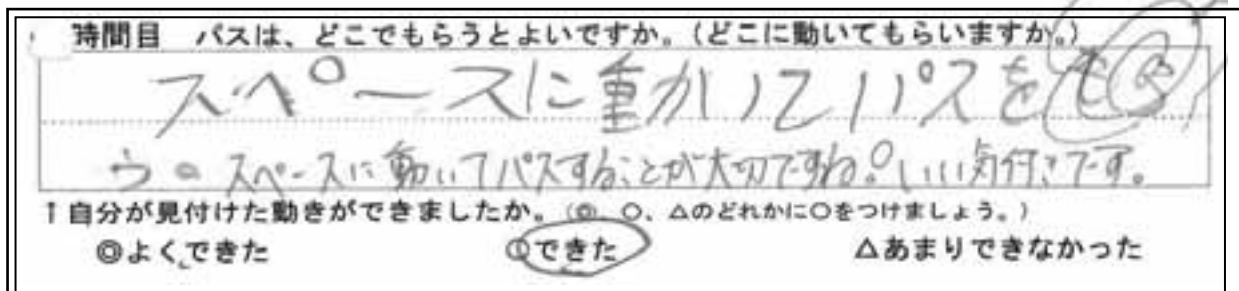 時間目 パスは、どこでもらうとよいですか。(どこに動いてもらいますか。)
スペースに動いてパスをも
う。スペースに動いてパスすることが大切ですね。いい気付きです。
↑自分が見付けた動きができましたか。(◎、○、△のどれかに○をつけましょう。)
◎よくできた ○できた △あまりできなかった